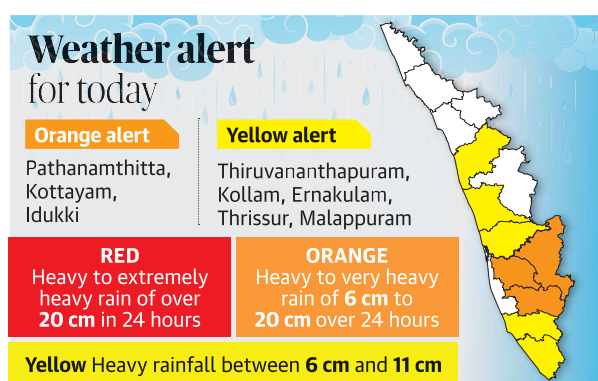 Weather alert
for today
Orange alert
Pathanamthitta,
Kottayam,
Idukki
Yellow alert
Thiruvananthapuram,
Kollam, Ernakulam,
Thrissur, Malappuram
RED
Heavy to extremely
heavy rain of over
20 cm in 24 hours
ORANGE
Heavy to very heavy
rain of 6 cm to
20 cm over 24 hours
Yellow Heavy rainfall between 6 cm and 11 cm